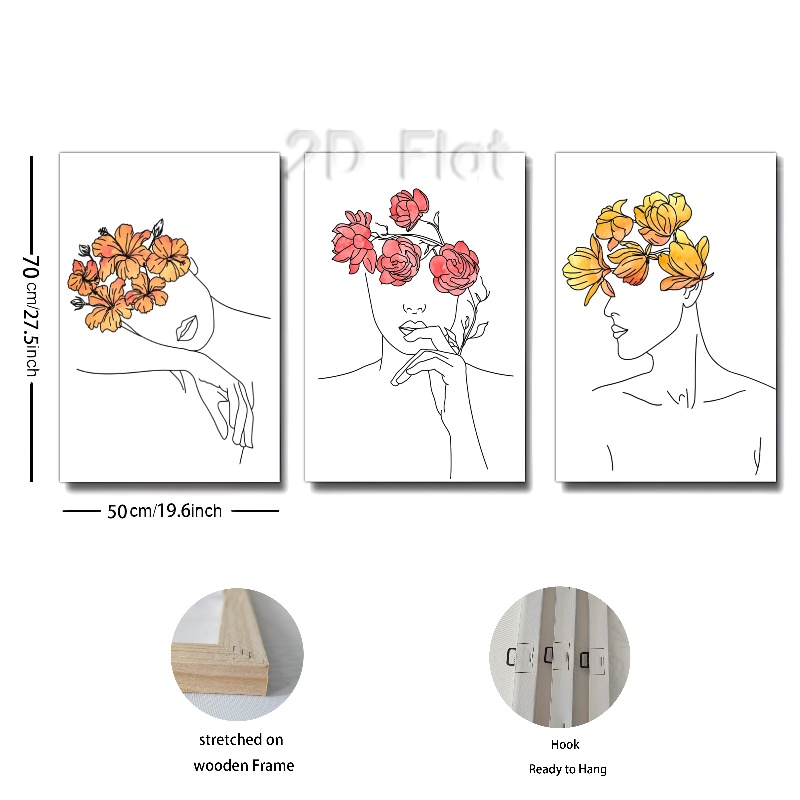 2D Flat
70cm/27.5inch
50cm/19.6inch
stretched on
wooden Frame
Hook
Ready to Hang